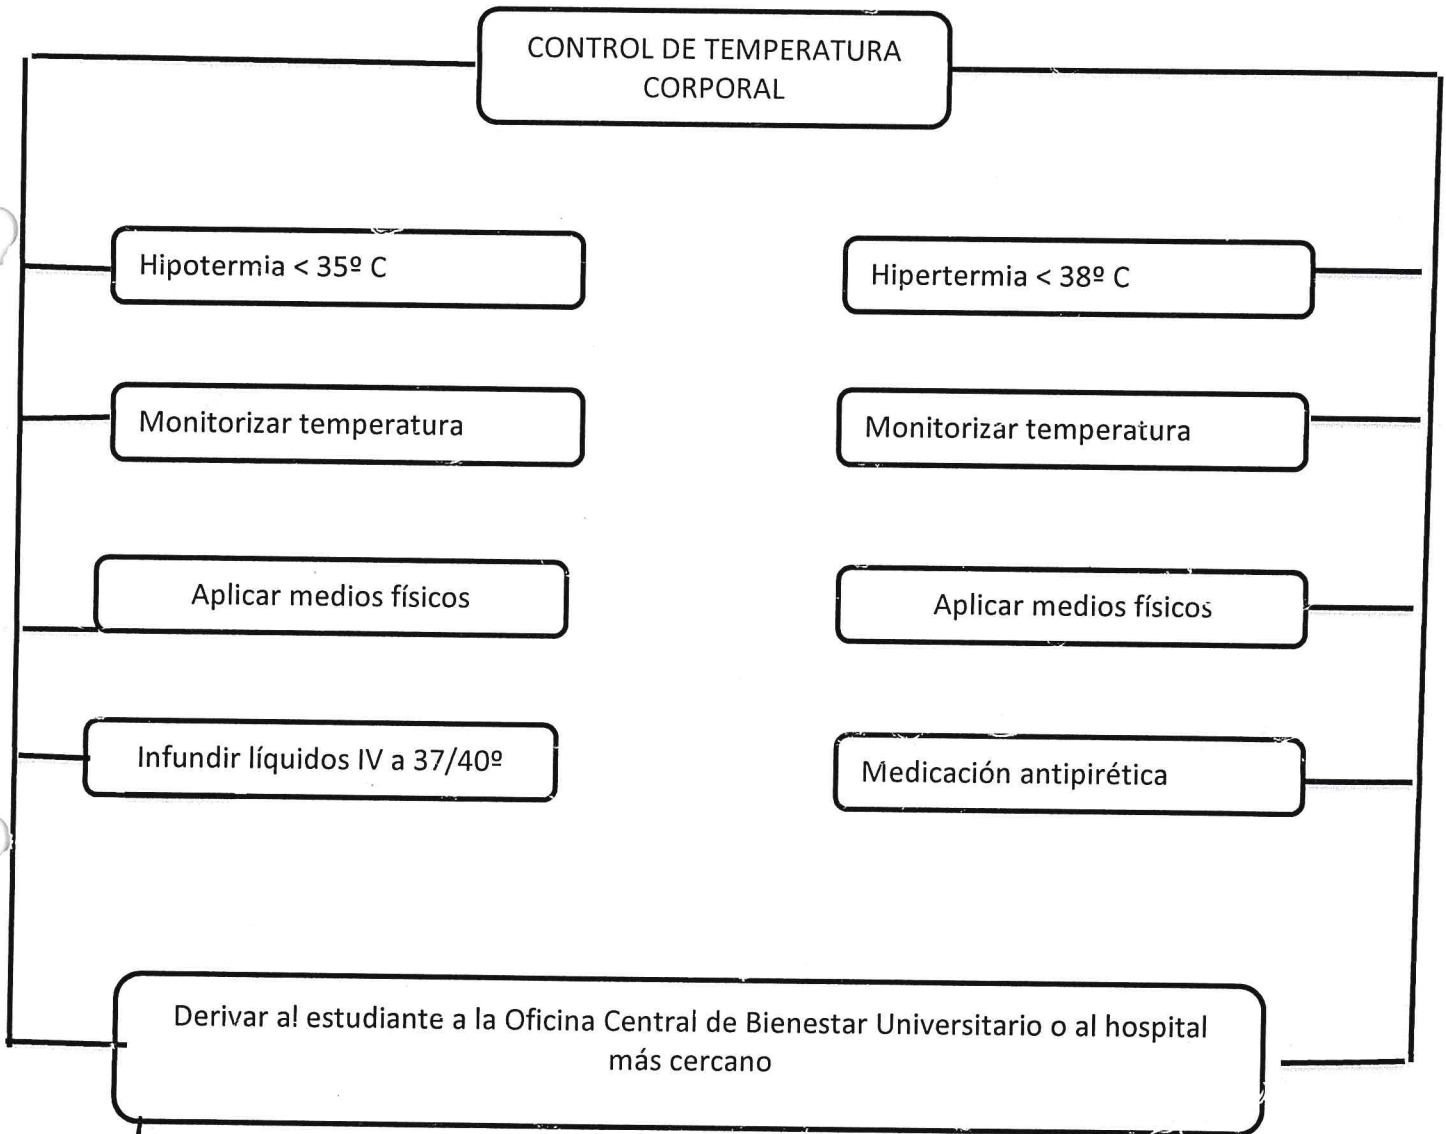 CONTROL DE TEMPERATURA
CORPORAL
Hipotermia < 35º C
Hipertermia < 38º C
Monitorizar temperatura
Monitorizar temperatura
Aplicar medios físicos
Aplicar medios físicos
Infundir líquidos IV a 37/40º
Medicación antipirética
Derivar al estudiante a la Oficina Central de Bienestar Universitario o al hospital
más cercano